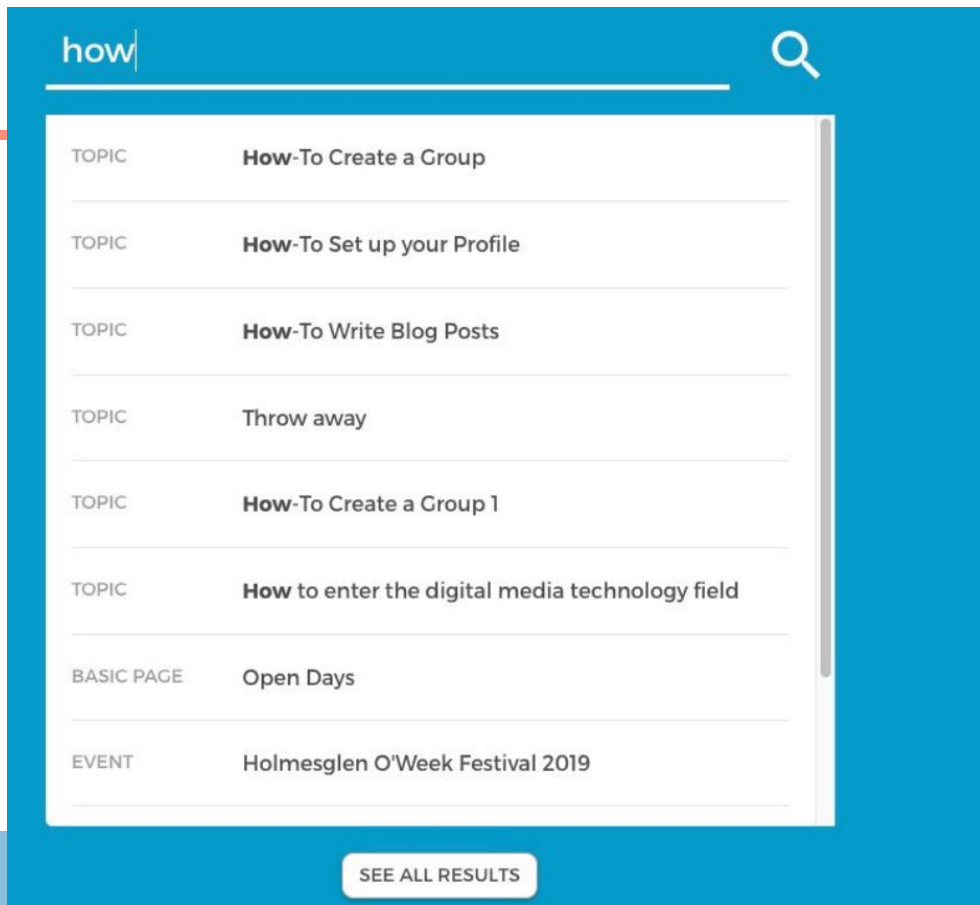 how
TOPIC How-To Create a Group
TOPIC How-To Set up your Profile
TOPIC How-To Write Blog Posts
TOPIC Throw away
TOPIC How-To Create a Group 1
TOPIC How to enter the digital media technology field
BASIC PAGE Open Days
EVENT Holmesglen O'Week Festival 2019
SEE ALL RESULTS